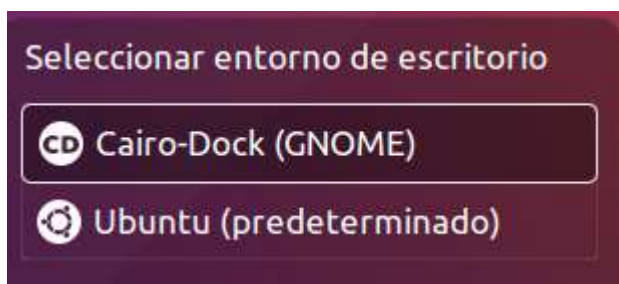 Seleccionar entorno de escritorio
CD Cairo-Dock (GNOME)
Ubuntu (predeterminado)